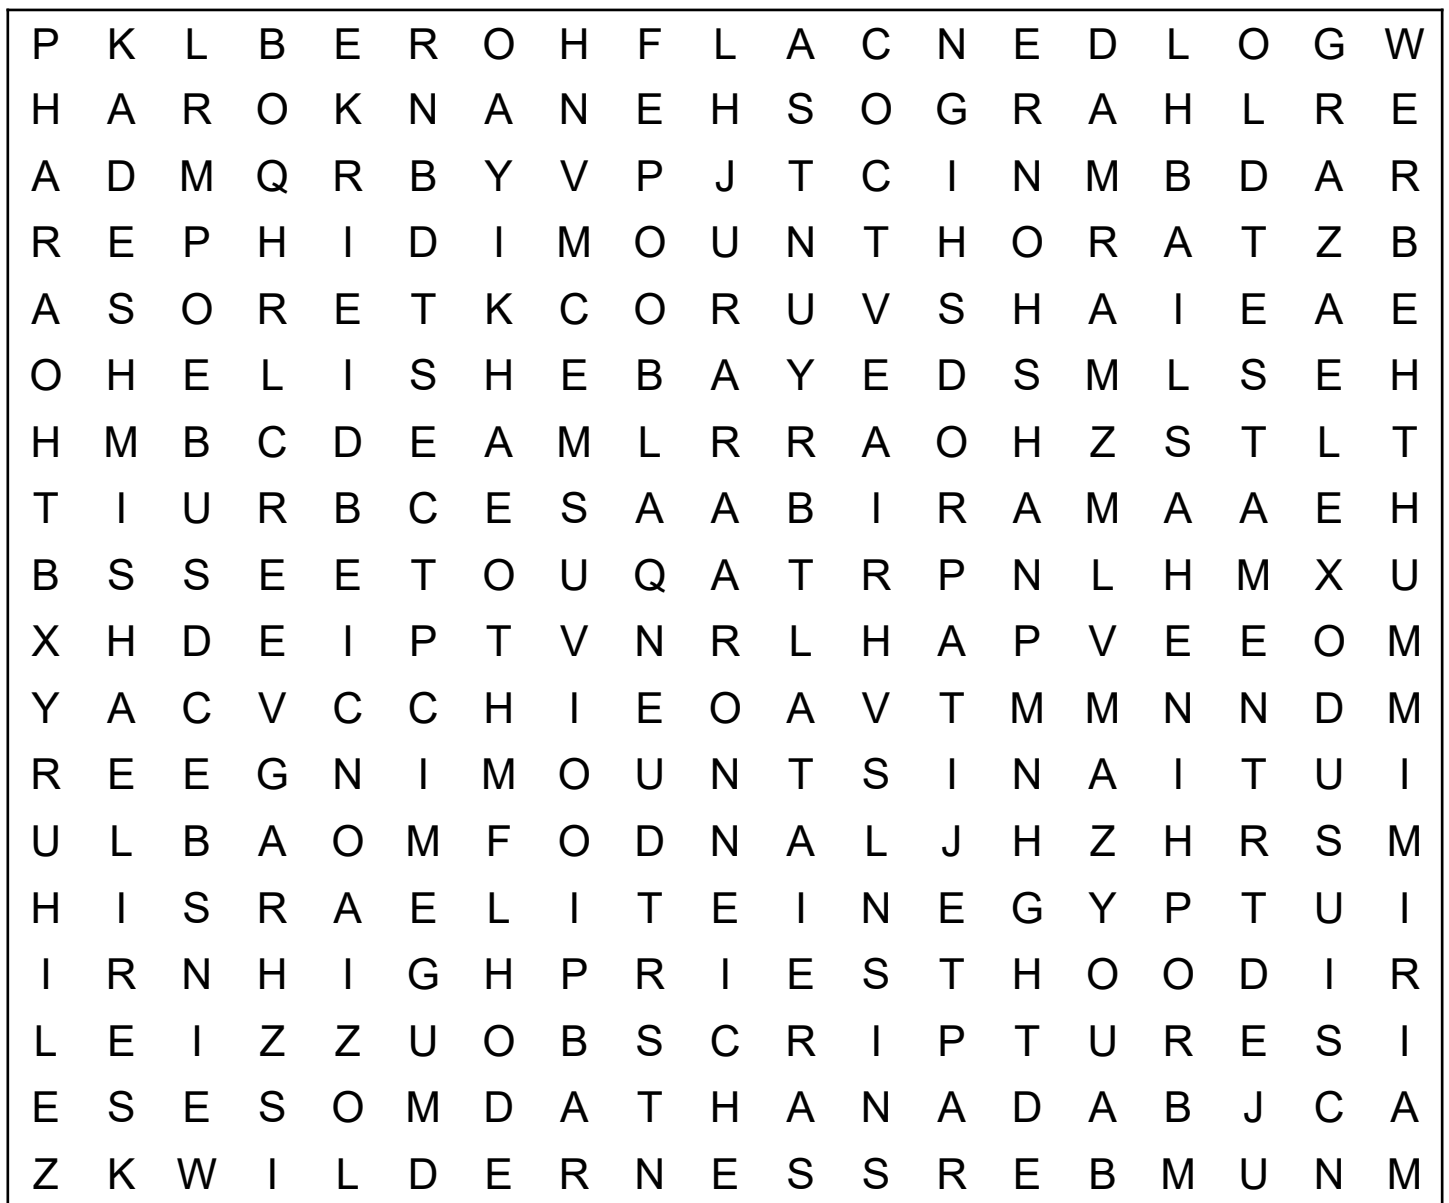 P K L B E R O H F L A C N E D L O G W
H A R O K N A N E H S O G R A H L R E
A D M Q R B Y V P J T C I N M B D A R
R E P H I D I M O U N T H O R A T Z B
A S O R E T K C O R U V S H A I E A E
O H E L I S H E B A Y E D S M L S E H
H M B C D E A M L R R A O H Z S T L T
T I U R B C E S A A B I R A M A A E H
B S S E E T O U Q A T R P N L H M X U
X H D E I P T V N R L H A P V E E O M
Y A C V C C H I E O A V T M M N N D M
R E E G N I M O U N T S I N A I T U I
U L B A O M F O D N A L J H Z H R S M
H I S R A E L I T E I N E G Y P T U I
I R N H I G H P R I E S T H O O D I R
L E I Z Z U O B S C R I P T U R E S I
E S E S O M D A T H A N A D A B J C A
Z K W I L D E R N E S S R E B M U N M